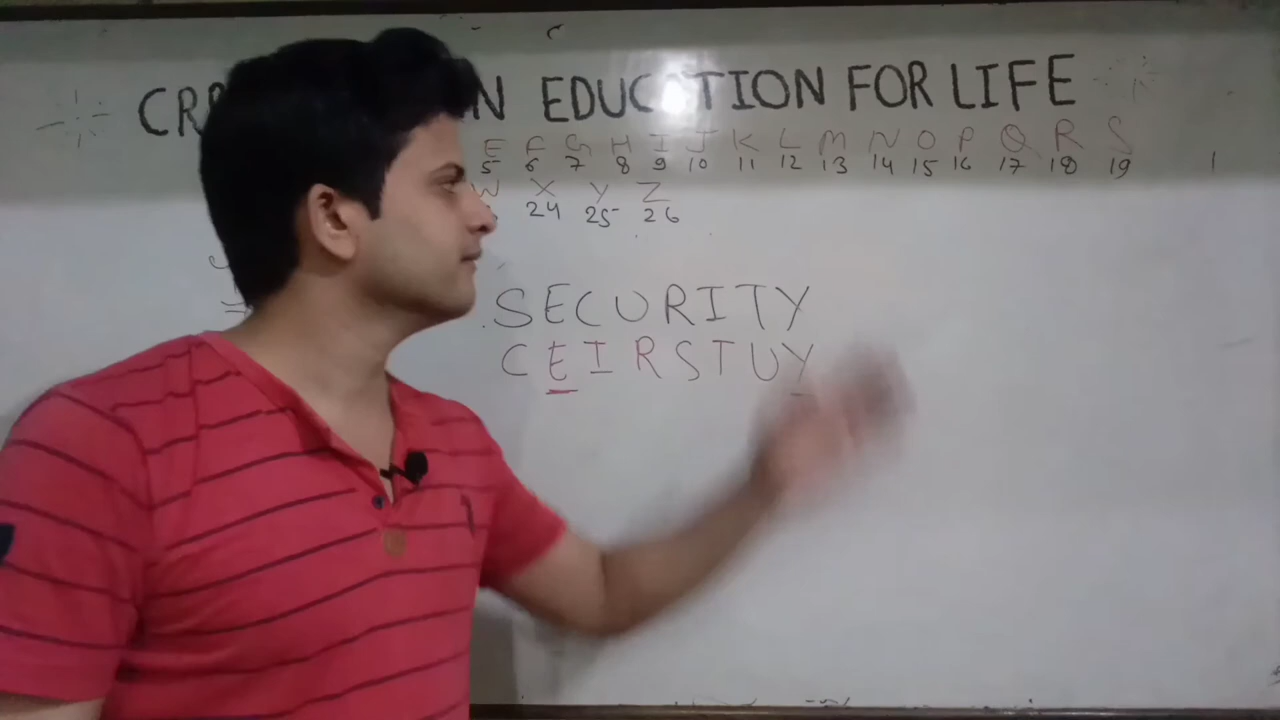 EDUCATION FOR LIFE
E F G H I J K L M N O P Q R S
5 6 7 8 9 10 11 12 13 14 15 16 17 18 19
X Y Z
24 25 26
SECURITY
CEIRSTUY